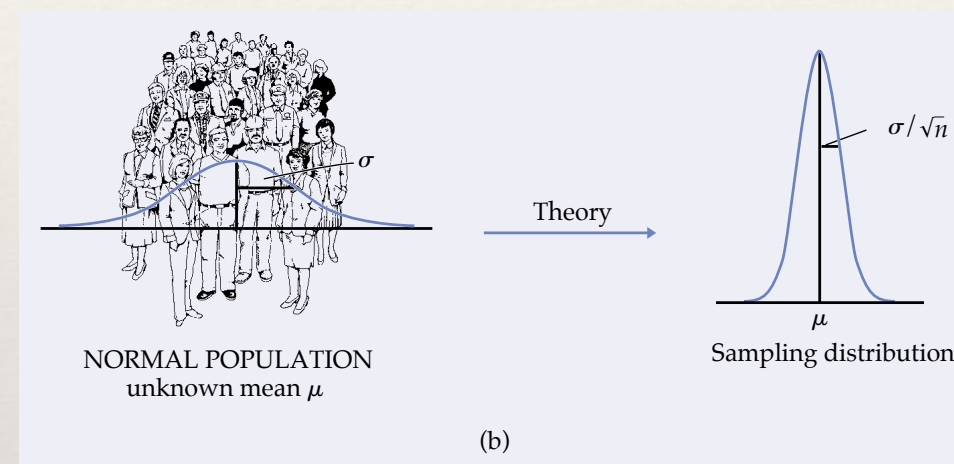 σ
Theory
σ/√n
μ
NORMAL POPULATION
unknown mean μ
Sampling distribution
(b)